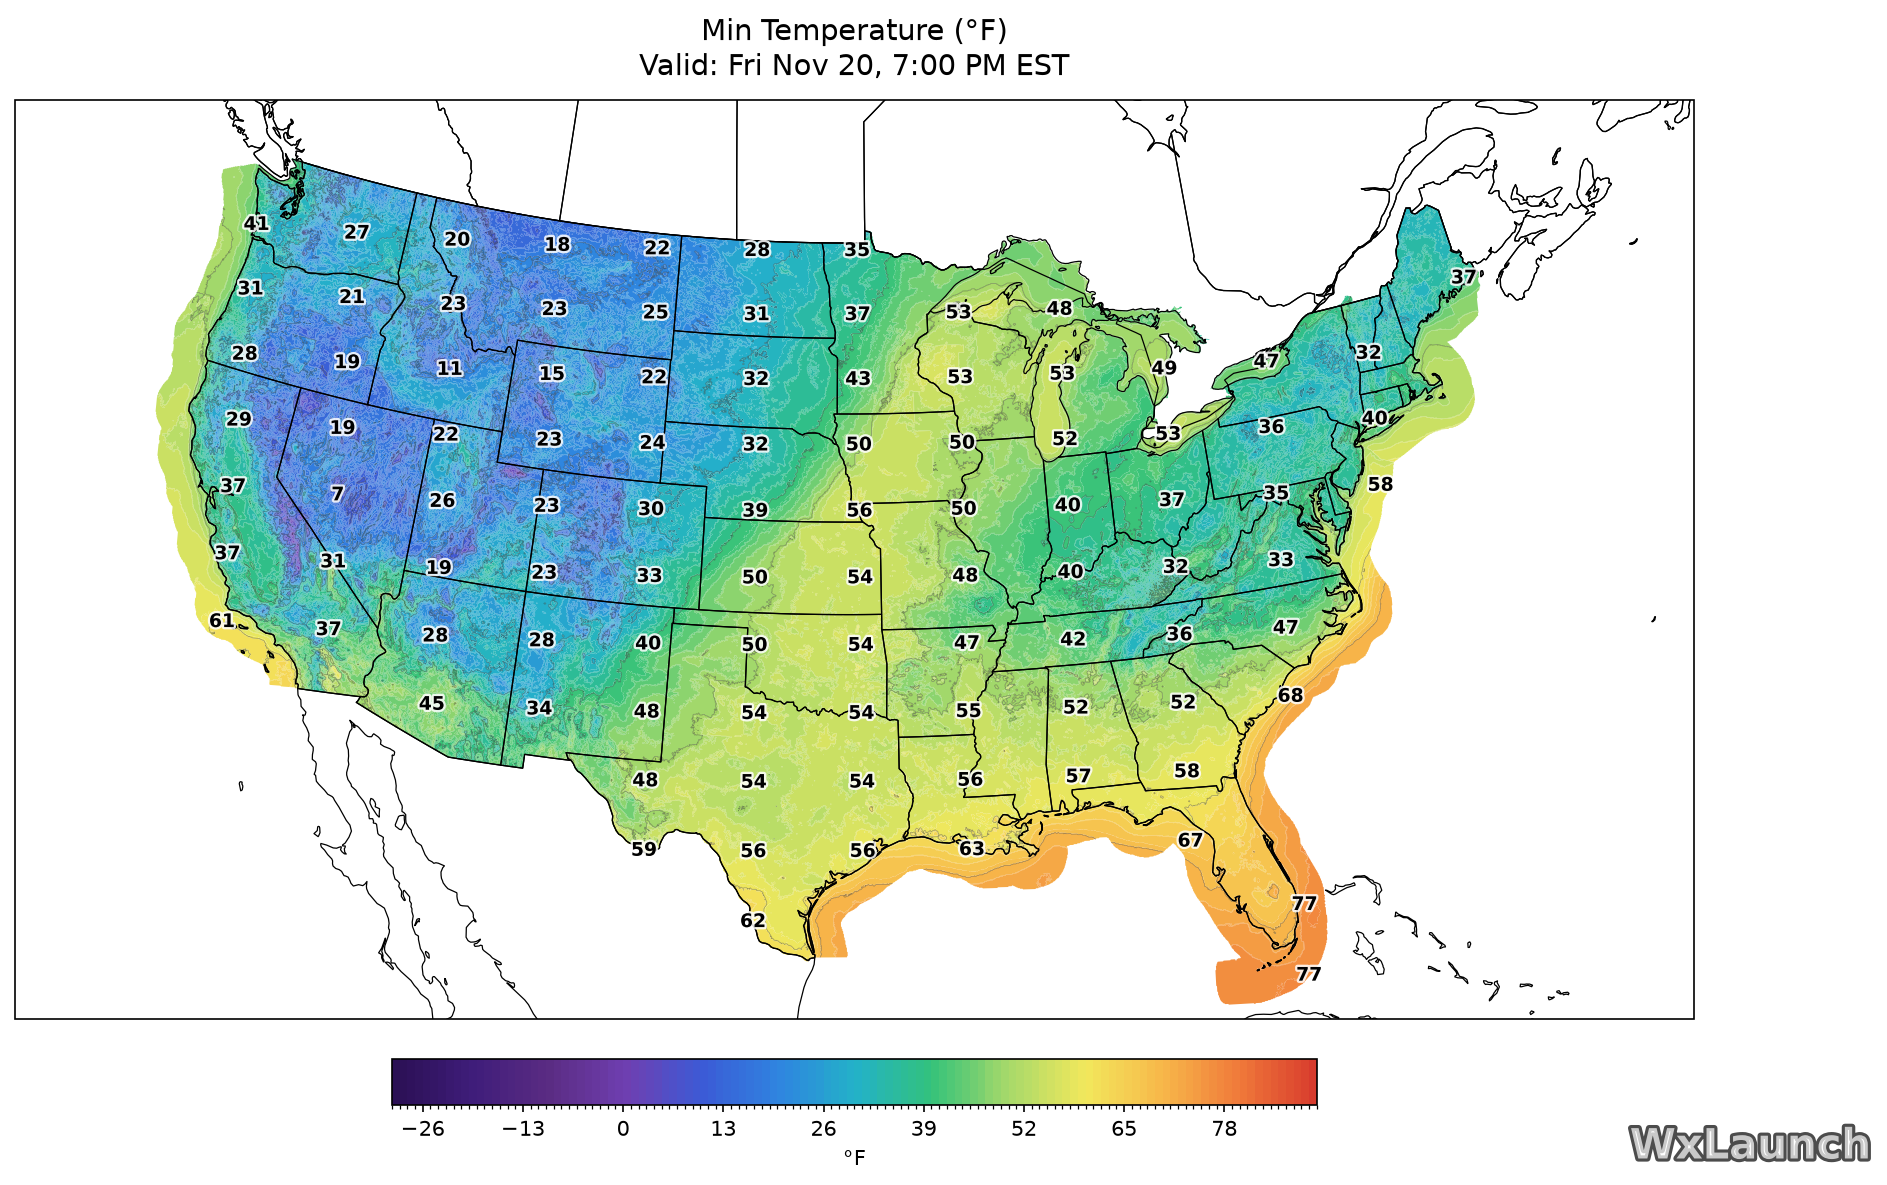 Min Temperature (°F)
Valid: Fri Nov 20, 7:00 PM EST
41 27 20 18 22 28 35
37
31 21 23 23 25 31 37 53 48
28 19 11 15 22 32 43 53 53 49 47 32
29 19 22 23 24 32 50 50 52 53 36 40
37 7 26 23 30 39 56 50 40 37 35 58
37 31 19 23 33 50 54 48 40 32 33
61 37 28 28 40 50 54 47 42 36 47
45 34 48 54 54 55 52 52 68
48 54 54 56 57 58
59 56 56 63 67
62 77
77
−26 −13 0 13 26 39 52 65 78
°F
WxLaunch